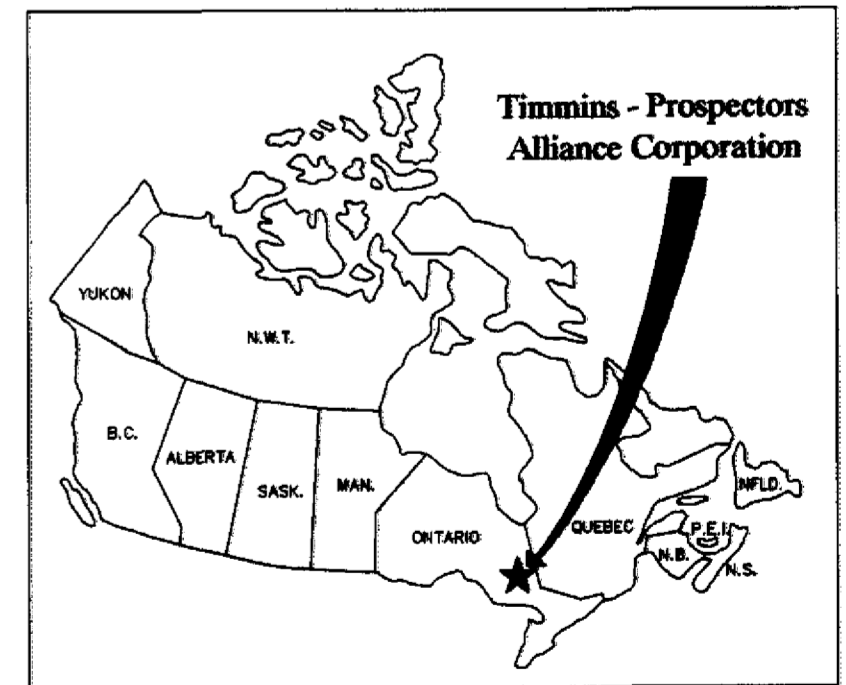 Timmins - Prospectors
Alliance Corporation
YUKON
N.W.T.
B.C.
ALBERTA
SASK.
MAN.
ONTARIO
QUEBEC
NFLD.
P.E.I.
N.B.
N.S.